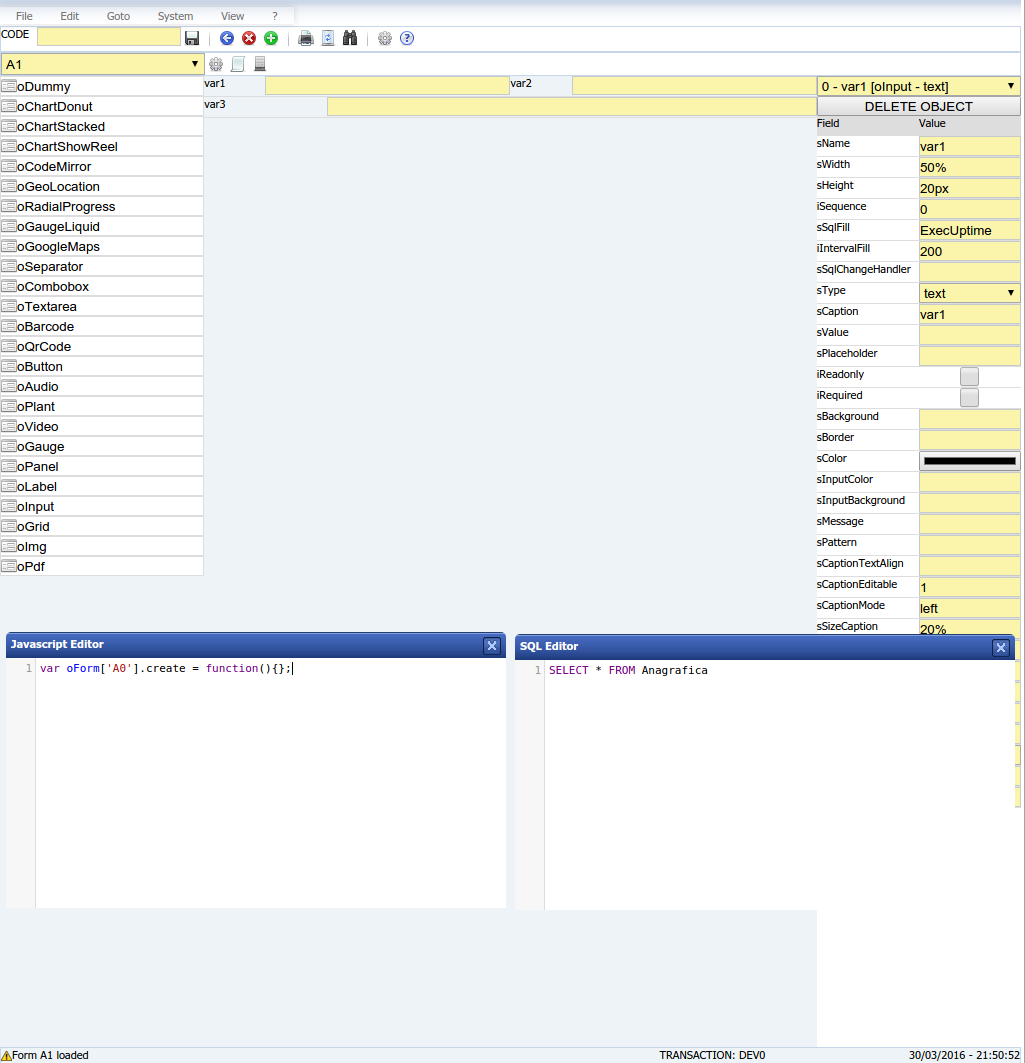 File Edit Goto System View ?
CODE
A1
oDummy
oChartDonut
oChartStacked
oChartShowReel
oCodeMirror
oGeoLocation
oRadialProgress
oGaugeLiquid
oGoogleMaps
oSeparator
oCombobox
oTextarea
oBarcode
oQrCode
oButton
oAudio
oPlant
oVideo
oGauge
oPanel
oLabel
oInput
oGrid
oImg
oPdf
var1 var2
var3
0 - var1 [oInput - text]
DELETE OBJECT
Field Value
sName var1
sWidth 50%
sHeight 20px
iSequence 0
sSqlFill ExecUptime
iIntervalFill 200
sSqlChangeHandler
sType text
sCaption var1
sValue
sPlaceholder
iReadonly
iRequired
sBackground
sBorder
sColor
sInputColor
sInputBackground
sMessage
sPattern
sCaptionTextAlign
sCaptionEditable 1
sCaptionMode left
sSizeCaption 20%
Javascript Editor
1 var oForm['A0'].create = function(){};
SQL Editor
1 SELECT * FROM Anagrafica
Form A1 loaded TRANSACTION: DEV0 30/03/2016 - 21:50:52